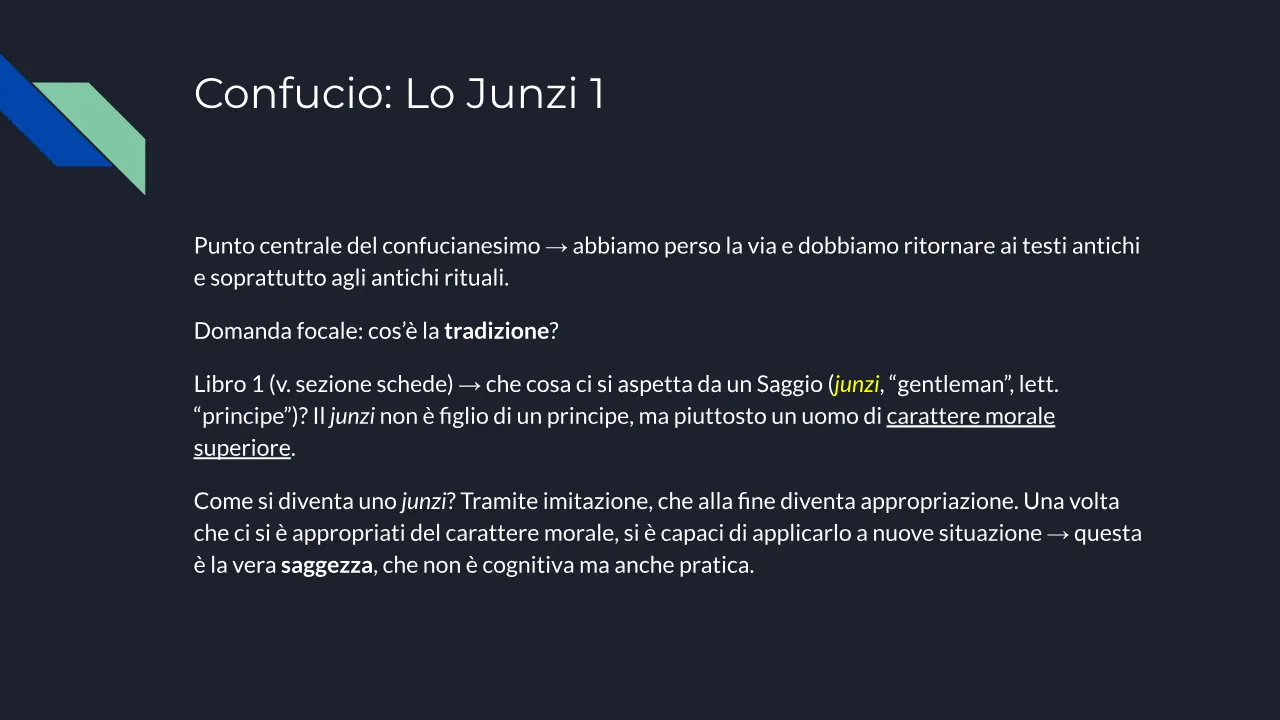 Confucio: Lo Junzi 1
Punto centrale del confucianesimo → abbiamo perso la via e dobbiamo ritornare ai testi antichi
e soprattutto agli antichi rituali.
Domanda focale: cos’è la tradizione?
Libro 1 (v. sezione schede) → che cosa ci si aspetta da un Saggio (junzi, “gentleman”, lett.
“principe”)? Il junzi non è figlio di un principe, ma piuttosto un uomo di carattere morale
superiore.
Come si diventa uno junzi? Tramite imitazione, che alla fine diventa appropriazione. Una volta
che ci si è appropriati del carattere morale, si è capaci di applicarlo a nuove situazione → questa
è la vera saggezza, che non è cognitiva ma anche pratica.